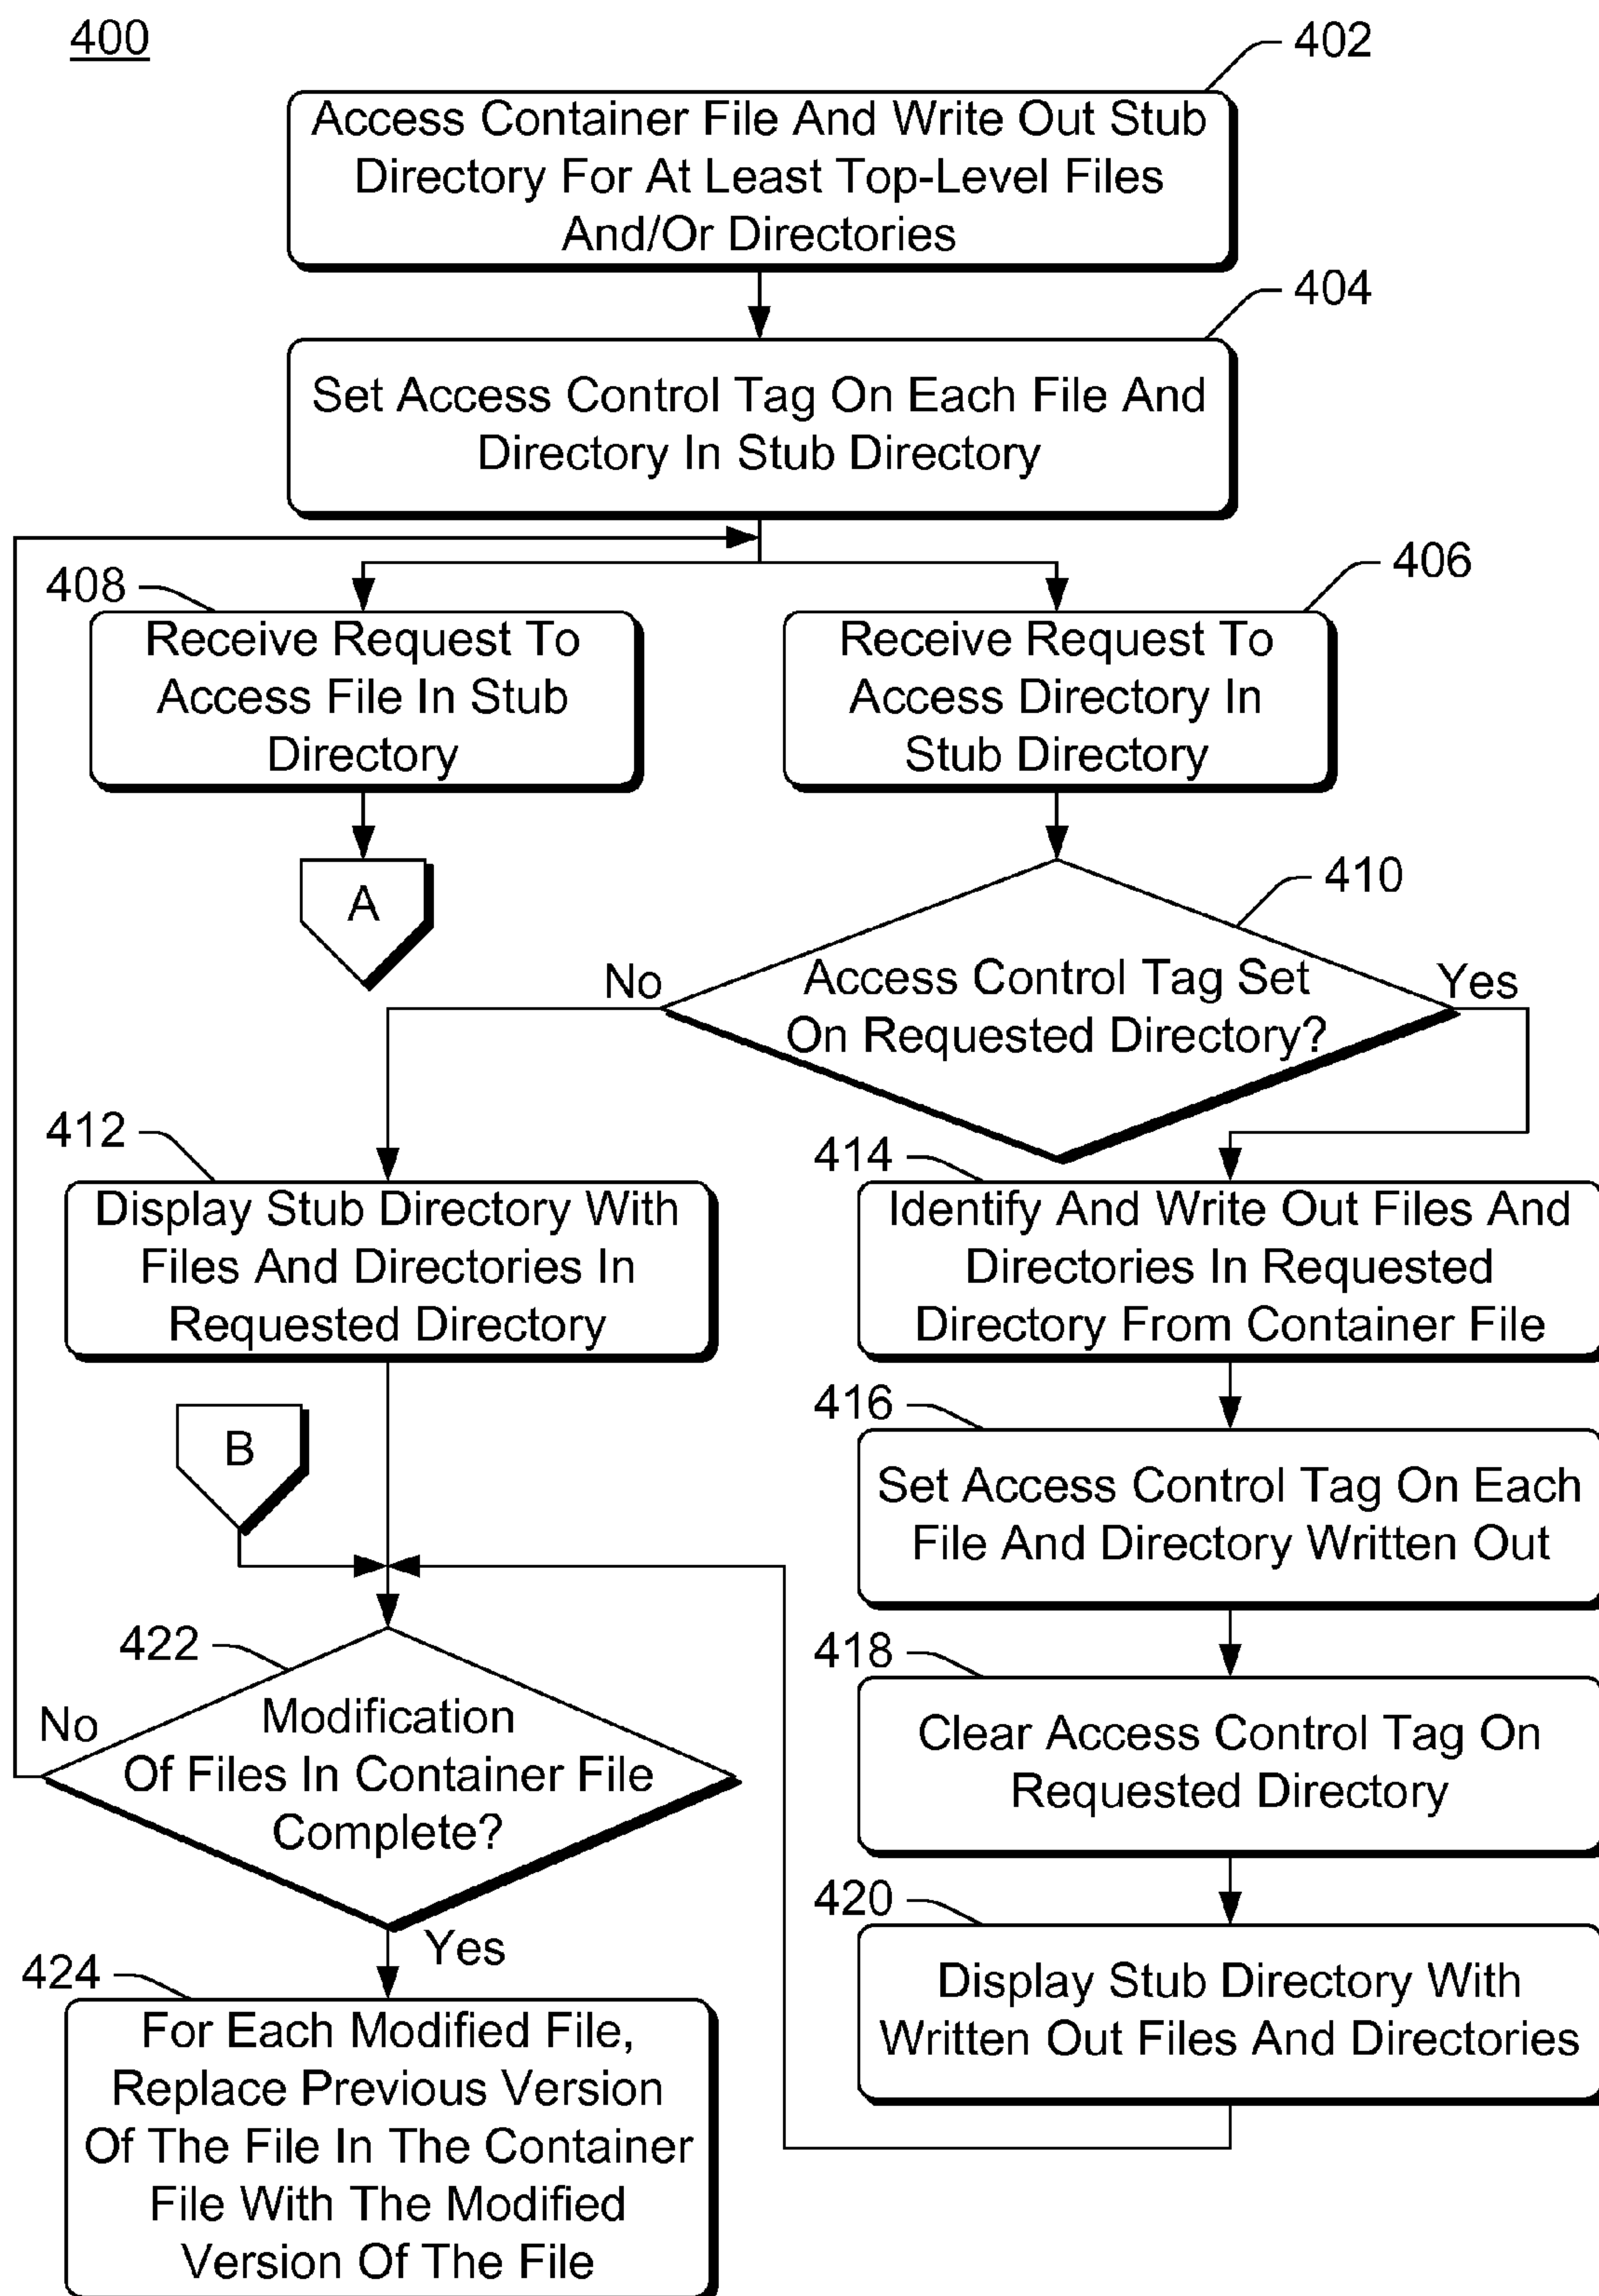 400
402
Access Container File And Write Out Stub
Directory For At Least Top-Level Files
And/Or Directories
404
Set Access Control Tag On Each File And
Directory In Stub Directory
408
Receive Request To
Access File In Stub
Directory
A
406
Receive Request To
Access Directory In
Stub Directory
410
Access Control Tag Set
On Requested Directory?
No
Yes
412
Display Stub Directory With
Files And Directories In
Requested Directory
414
Identify And Write Out Files And
Directories In Requested
Directory From Container File
416
Set Access Control Tag On Each
File And Directory Written Out
418
Clear Access Control Tag On
Requested Directory
420
Display Stub Directory With
Written Out Files And Directories
B
422
Modification
Of Files In Container File
Complete?
No
Yes
424
For Each Modified File,
Replace Previous Version
Of The File In The Container
File With The Modified
Version Of The File